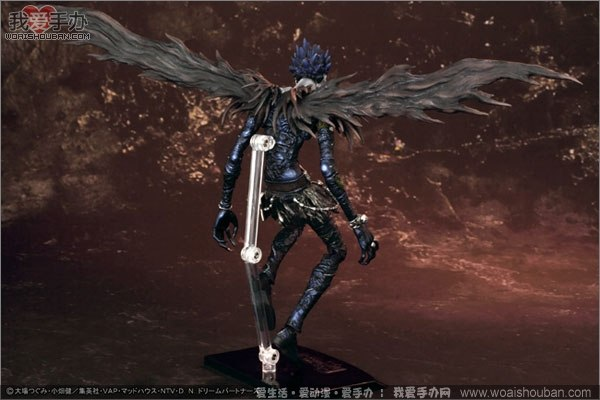 我爱手办
WOAISHOUBAN.COM
© 大場つぐみ・小畑健／集英社・VAP・マッドハウス・NTV・D.N.ドリームパートナーズ
爱生活・爱动漫・爱手办 ： 我爱手办网 www.woaishouban.com